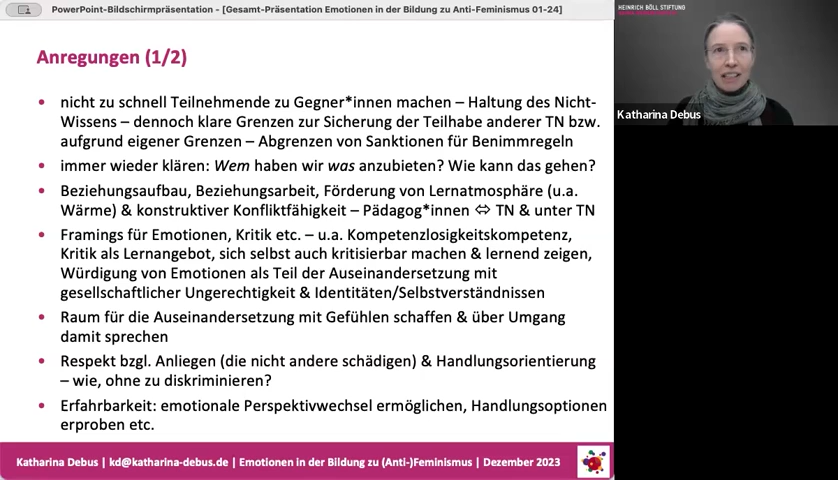 PowerPoint-Bildschirmpräsentation - [Gesamt-Präsentation Emotionen in der Bildung zu Anti-Feminismus 01-24]
HEINRICH BÖLL STIFTUNG
Katharina Debus
Anregungen (1/2)
• nicht zu schnell Teilnehmende zu Gegner*innen machen – Haltung des Nicht-
Wissens – dennoch klare Grenzen zur Sicherung der Teilhabe anderer TN bzw.
aufgrund eigener Grenzen – Abgrenzen von Sanktionen für Benimmregeln
• immer wieder klären: Wem haben wir was anzubieten? Wie kann das gehen?
• Beziehungsaufbau, Beziehungsarbeit, Förderung von Lernatmosphäre (u.a.
Wärme) & konstruktiver Konfliktfähigkeit – Pädagog*innen ⇔ TN & unter TN
• Framings für Emotionen, Kritik etc. – u.a. Kompetenzlosigkeitskompetenz,
Kritik als Lernangebot, sich selbst auch kritisierbar machen & lernend zeigen,
Würdigung von Emotionen als Teil der Auseinandersetzung mit
gesellschaftlicher Ungerechtigkeit & Identitäten/Selbstverständnissen
• Raum für die Auseinandersetzung mit Gefühlen schaffen & über Umgang
damit sprechen
• Respekt bzgl. Anliegen (die nicht andere schädigen) & Handlungsorientierung
– wie, ohne zu diskriminieren?
• Erfahrbarkeit: emotionale Perspektivwechsel ermöglichen, Handlungsoptionen
erproben etc.
Katharina Debus | kd@katharina-debus.de | Emotionen in der Bildung zu (Anti-)Feminismus | Dezember 2023